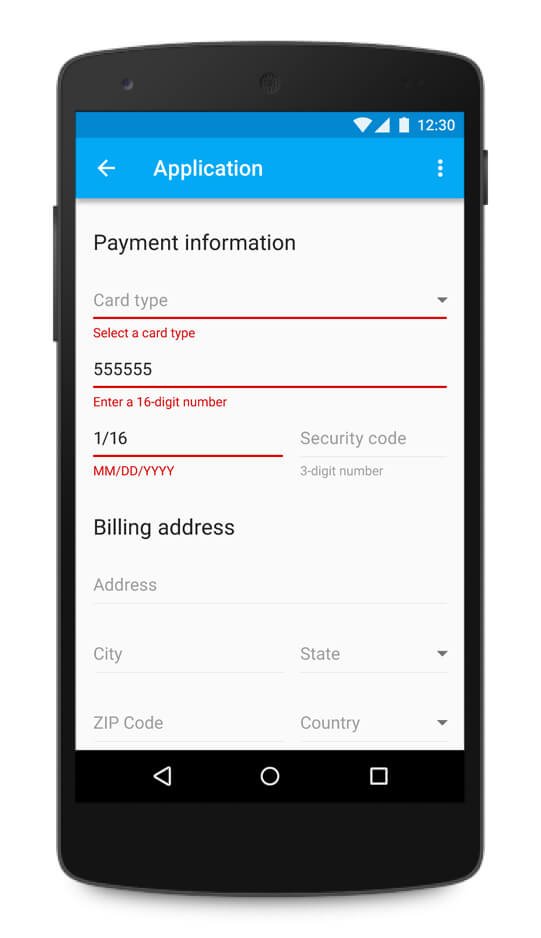 12:30
Application
Payment information
Card type
Select a card type
555555
Enter a 16-digit number
1/16 Security code
MM/DD/YYYY 3-digit number
Billing address
Address
City State
ZIP Code Country